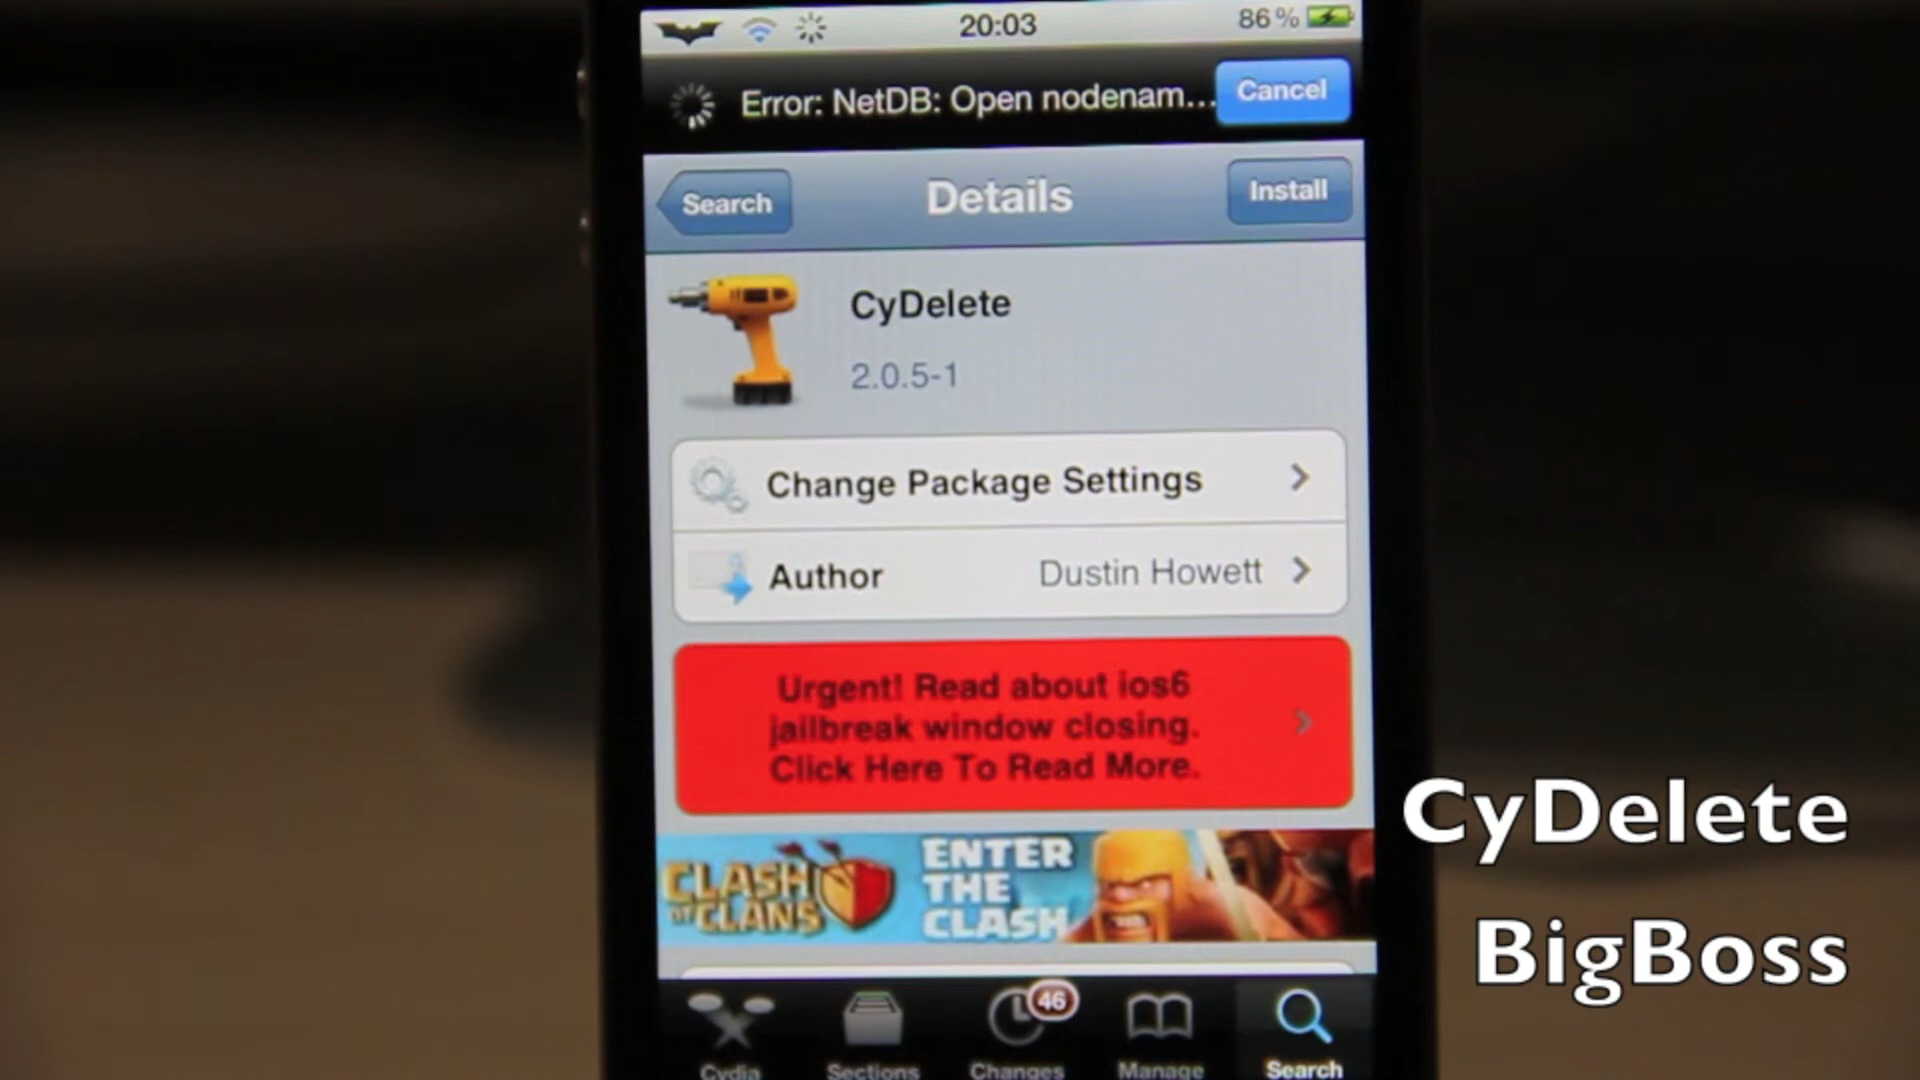 20:03
86%
Error: NetDB: Open nodenam...
Cancel
Search
Details
Install
CyDelete
2.0.5-1
Change Package Settings
Author
Dustin Howett
Urgent! Read about ios6
jailbreak window closing.
Click Here To Read More.
CLASH
OF CLANS
ENTER
THE
CLASH
46
Cydia
Sections
Changes
Manage
Search
CyDelete
BigBoss